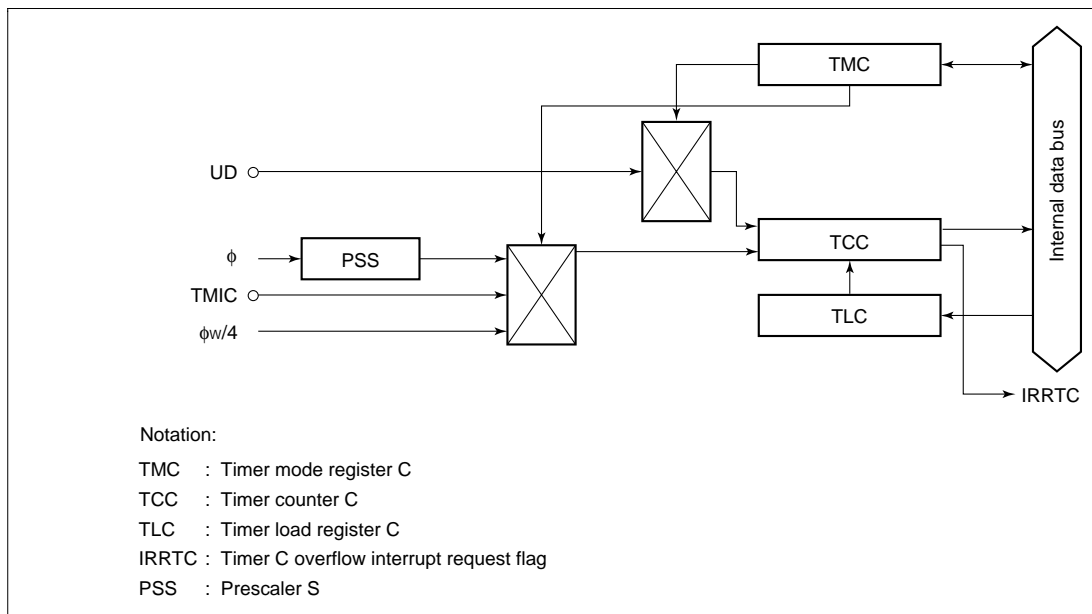 TMC
UD
Internal data bus
TCC
ϕ
PSS
TMIC
TLC
ϕw/4
IRRTC
Notation:
TMC : Timer mode register C
TCC : Timer counter C
TLC : Timer load register C
IRRTC : Timer C overflow interrupt request flag
PSS : Prescaler S